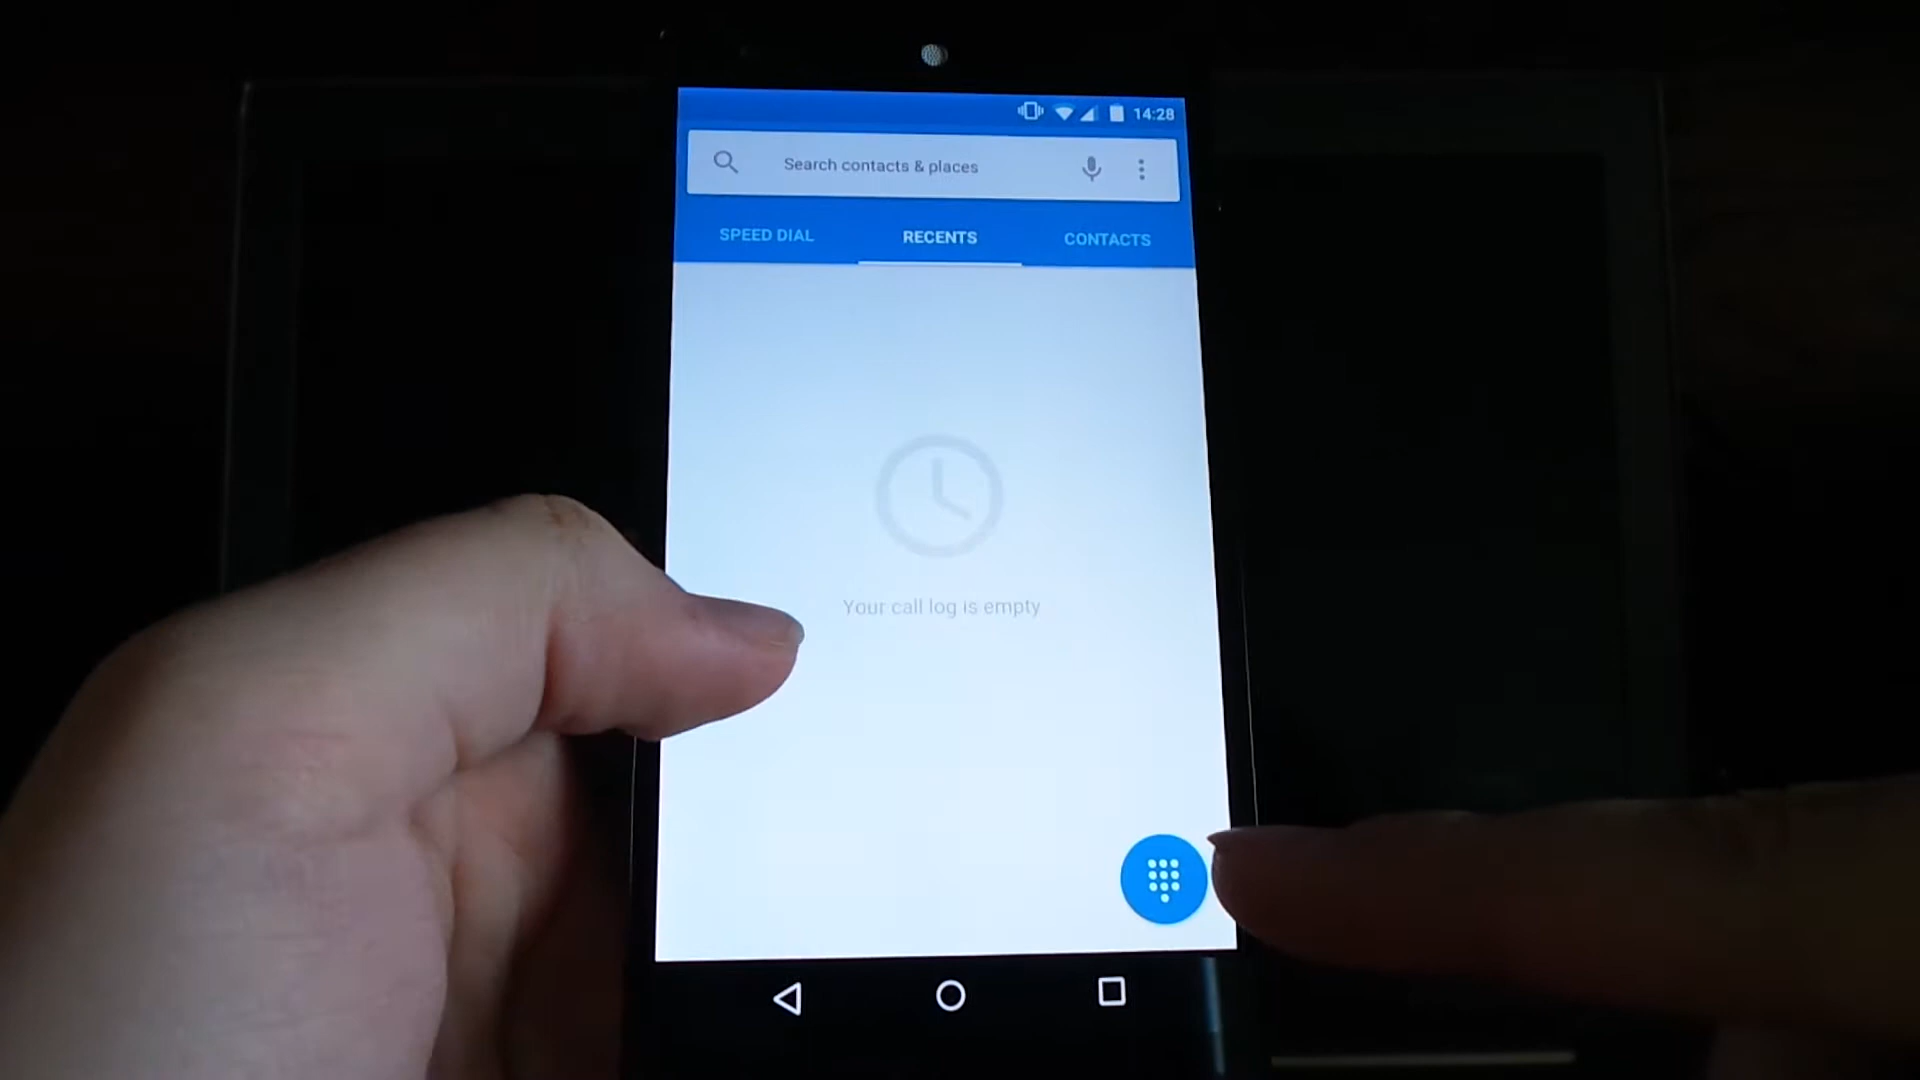 14:28
Search contacts & places
SPEED DIAL
RECENTS
CONTACTS
Your call log is empty